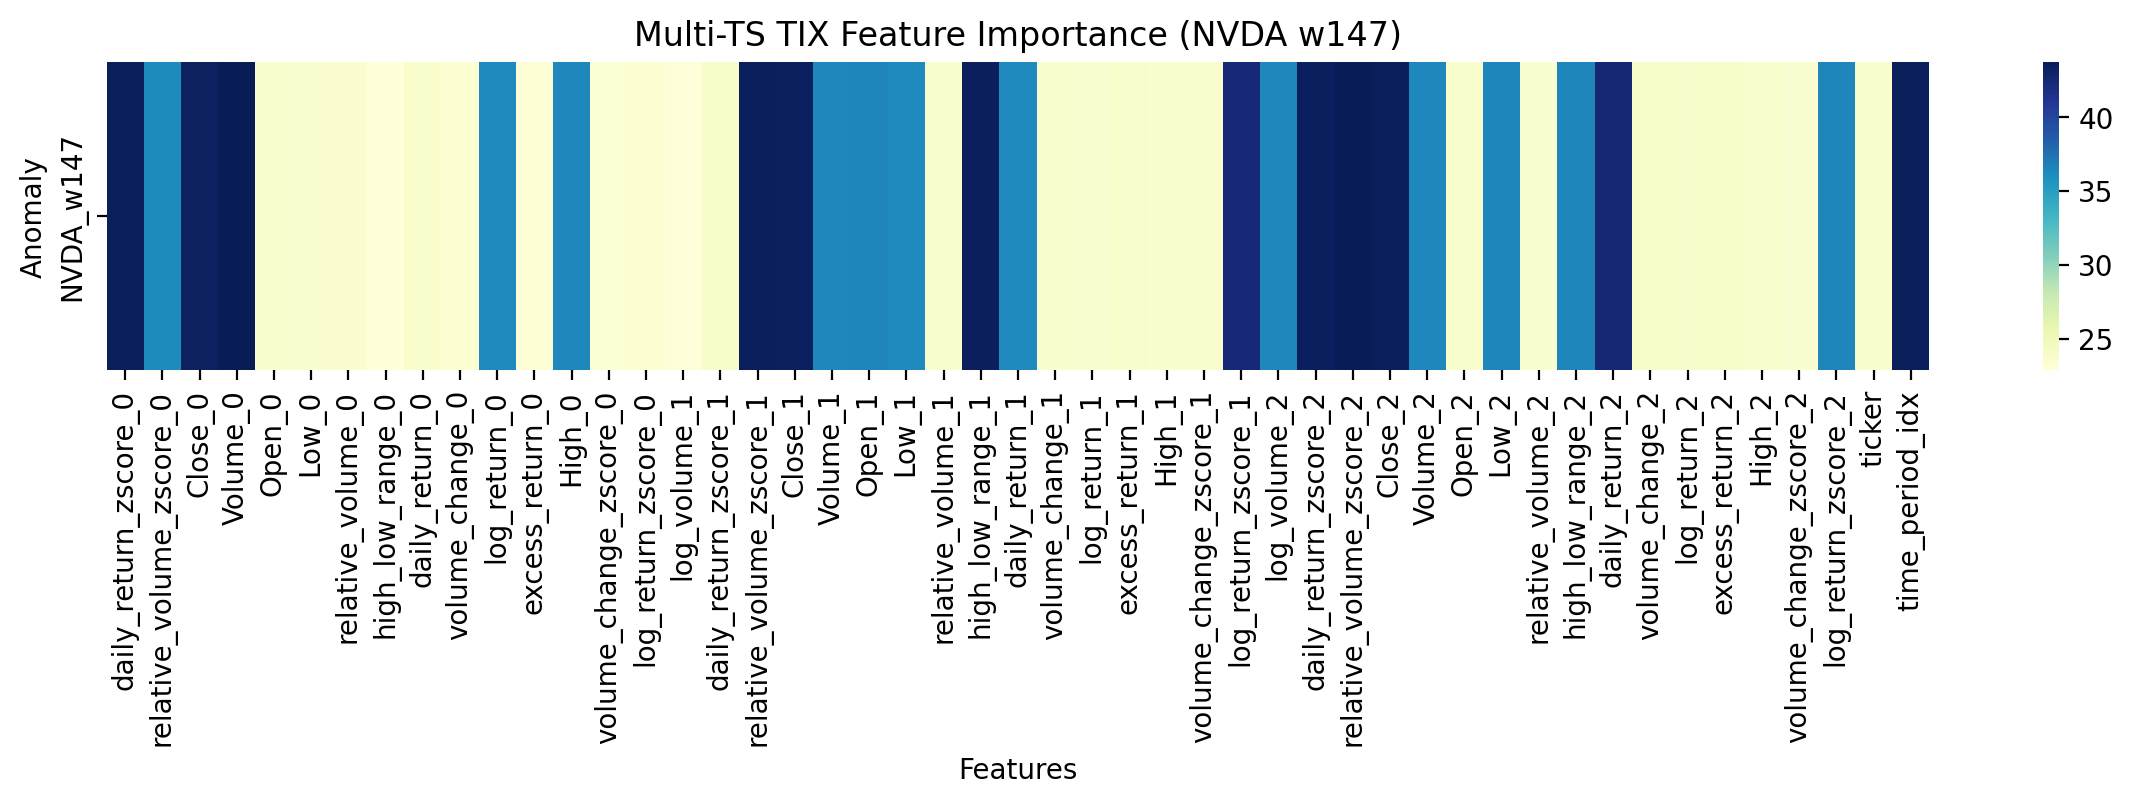 Multi-TS TIX Feature Importance (NVDA w147)
Anomaly
NVDA_w147
40
35
30
25
daily_return_zscore_0
relative_volume_zscore_0
Close_0
Volume_0
Open_0
Low_0
relative_volume_0
high_low_range_0
daily_return_0
volume_change_0
log_return_0
excess_return_0
High_0
volume_change_zscore_0
log_return_zscore_0
log_volume_1
daily_return_zscore_1
relative_volume_zscore_1
Close_1
Volume_1
Open_1
Low_1
relative_volume_1
high_low_range_1
daily_return_1
volume_change_1
log_return_1
excess_return_1
High_1
volume_change_zscore_1
log_return_zscore_1
log_volume_2
daily_return_zscore_2
relative_volume_zscore_2
Close_2
Volume_2
Open_2
Low_2
relative_volume_2
high_low_range_2
daily_return_2
volume_change_2
log_return_2
excess_return_2
High_2
volume_change_zscore_2
log_return_zscore_2
ticker
time_period_idx
Features